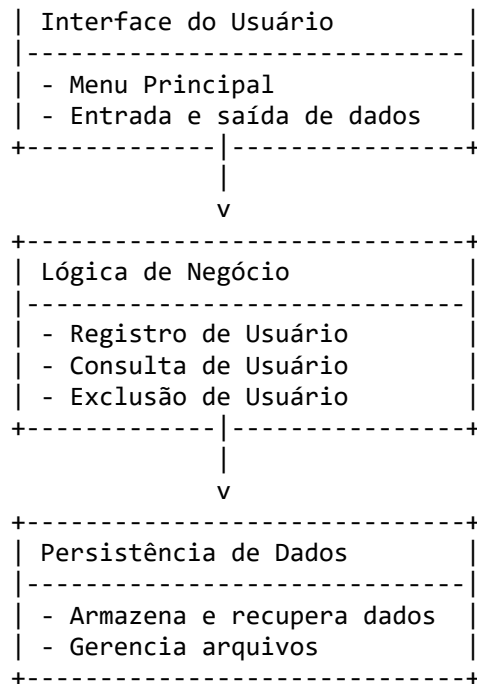 | Interface do Usuário         |
|------------------------------|
| - Menu Principal             |
| - Entrada e saída de dados   |
+-------------|----------------+
              |
              v
+------------------------------+
| Lógica de Negócio            |
|------------------------------|
| - Registro de Usuário        |
| - Consulta de Usuário        |
| - Exclusão de Usuário        |
+-------------|----------------+
              |
              v
+------------------------------+
| Persistência de Dados        |
|------------------------------|
| - Armazena e recupera dados  |
| - Gerencia arquivos          |
+------------------------------+